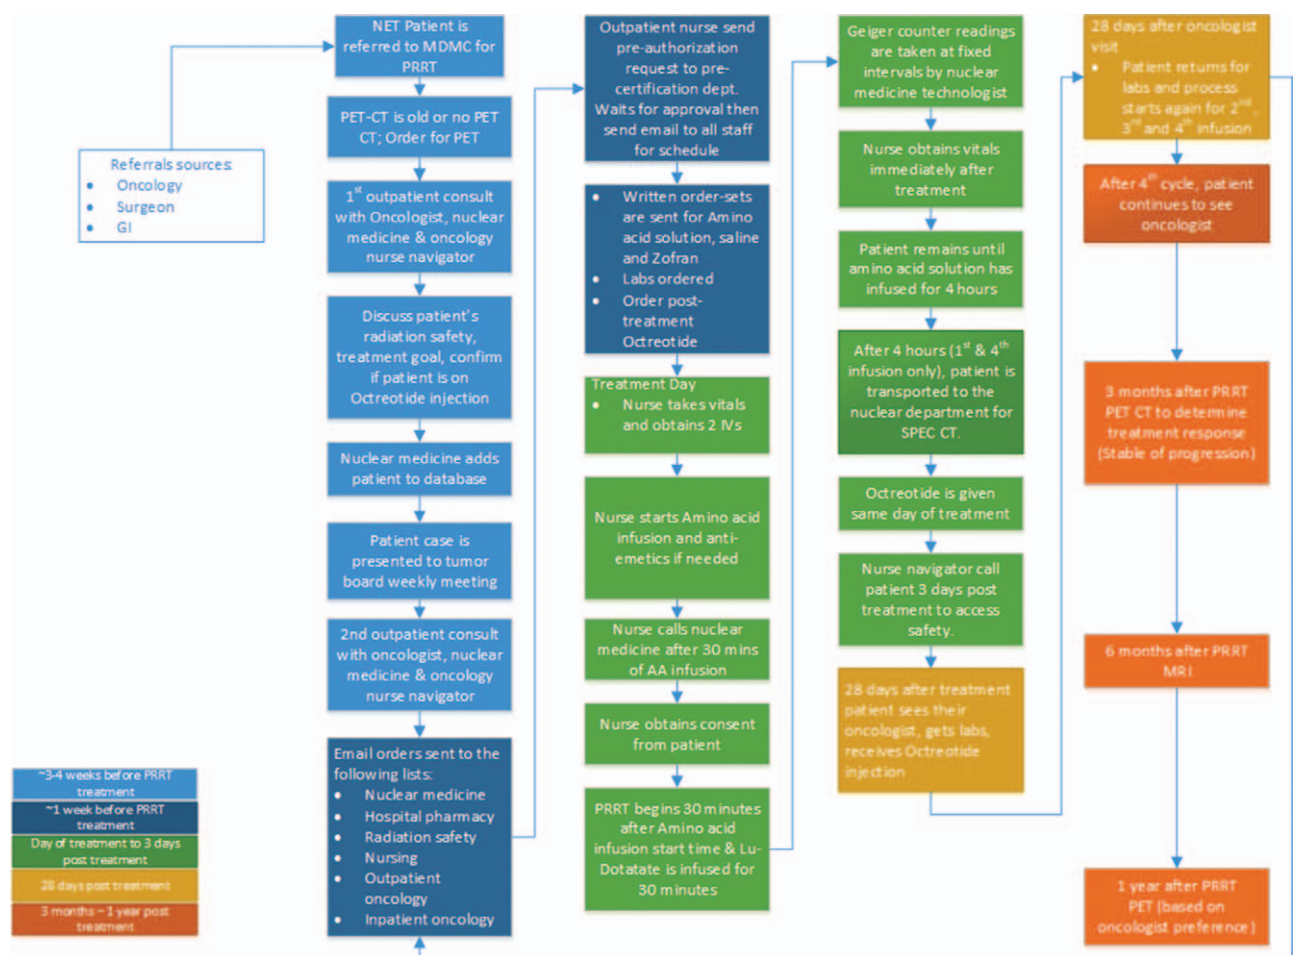 NET Patient is
referred to MDMC for
PRRT
PET-CT is old or no PET
CT; Order for PET
Referrals sources:
• Oncology
• Surgeon
• GI
1st outpatient consult
with Oncologist, nuclear
medicine & oncology
nurse navigator
Discuss patient's
radiation safety,
treatment goal, confirm
if patient is on
Octreotide injection
Nuclear medicine adds
patient to database
Patient case is
presented to tumor
board weekly meeting
2nd outpatient consult
with oncologist, nuclear
medicine & oncology
nurse navigator
Email orders sent to the
following lists:
• Nuclear medicine
• Hospital pharmacy
• Radiation safety
• Nursing
• Outpatient
oncology
• Inpatient oncology
Outpatient nurse send
pre-authorization
request to pre-
certification dept.
Waits for approval then
send email to all staff
for schedule
• Written order-sets
are sent for Amino
acid solution, saline
and Zofran
• Labs ordered
• Order post-
treatment
Octreotide
Treatment Day
• Nurse takes vitals
and obtains 2 IVs
Nurse starts Amino acid
infusion and anti-
emetics if needed
Nurse calls nuclear
medicine after 30 mins
of AA infusion
Nurse obtains consent
from patient
PRRT begins 30 minutes
after Amino acid
infusion start time & Lu-
Dotatate is infused for
30 minutes
Geiger counter readings
are taken at fixed
intervals by nuclear
medicine technologist
Nurse obtains vitals
immediately after
treatment
Patient remains until
amino acid solution has
infused for 4 hours
After 4 hours (1st & 4th
infusion only), patient is
transported to the
nuclear department for
SPEC CT.
Octreotide is given
same day of treatment
Nurse navigator call
patient 3 days post
treatment to access
safety.
28 days after treatment
patient sees their
oncologist, gets labs,
receives Octreotide
injection
28 days after oncologist
visit
• Patient returns for
labs and process
starts again for 2nd,
3rd and 4th infusion
After 4th cycle, patient
continues to see
oncologist
3 months after PRRT
PET CT to determine
treatment response
(Stable of progression)
6 months after PRRT
MRI
1 year after PRRT
PET (based on
oncologist preference)
~3-4 weeks before PRRT
treatment
~1 week before PRRT
treatment
Day of treatment to 3 days
post treatment
28 days post treatment
3 months – 1 year post
treatment